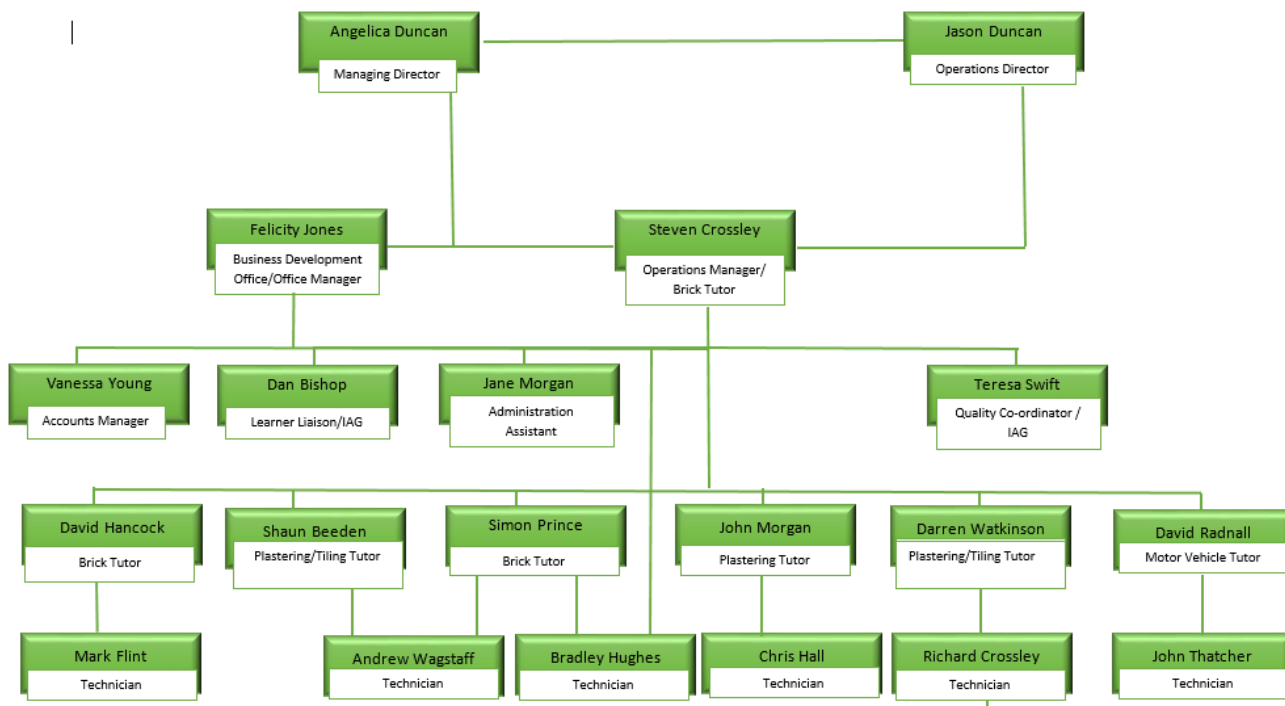 Angelica Duncan
Managing Director
Jason Duncan
Operations Director
Felicity Jones
Business Development
Office/Office Manager
Steven Crossley
Operations Manager/
Brick Tutor
Vanessa Young
Accounts Manager
Dan Bishop
Learner Liaison/IAG
Jane Morgan
Administration
Assistant
Teresa Swift
Quality Co-ordinator /
IAG
David Hancock
Brick Tutor
Shaun Beeden
Plastering/Tiling Tutor
Simon Prince
Brick Tutor
John Morgan
Plastering Tutor
Darren Watkinson
Plastering/Tiling Tutor
David Radnall
Motor Vehicle Tutor
Mark Flint
Technician
Andrew Wagstaff
Technician
Bradley Hughes
Technician
Chris Hall
Technician
Richard Crossley
Technician
John Thatcher
Technician